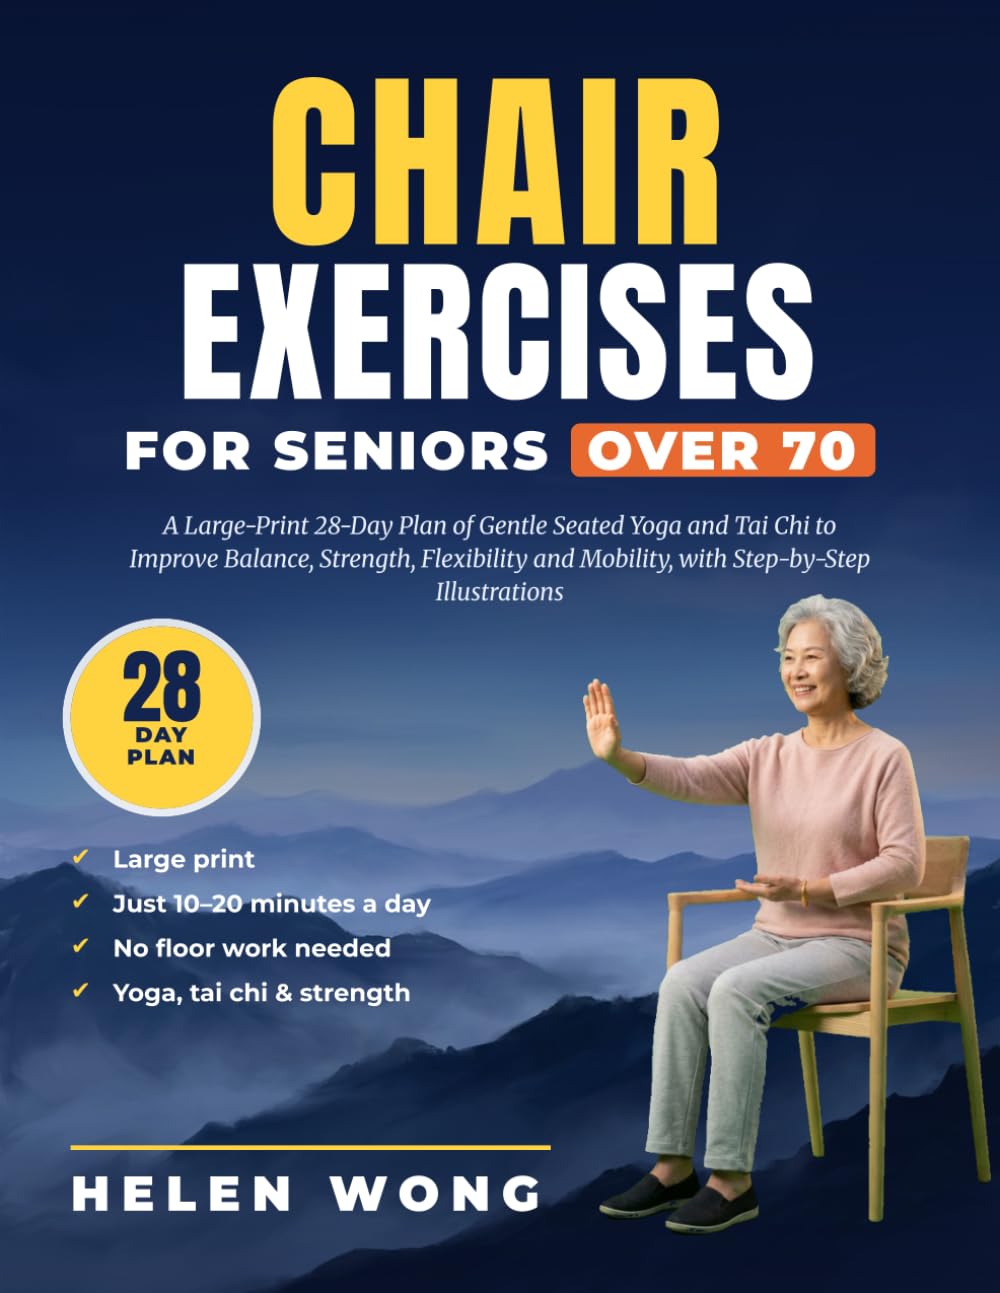 CHAIR
EXERCISES
FOR SENIORS OVER 70
A Large-Print 28-Day Plan of Gentle Seated Yoga and Tai Chi to
Improve Balance, Strength, Flexibility and Mobility, with Step-by-Step
Illustrations
28
DAY
PLAN
✔ Large print
✔ Just 10–20 minutes a day
✔ No floor work needed
✔ Yoga, tai chi & strength
HELEN WONG